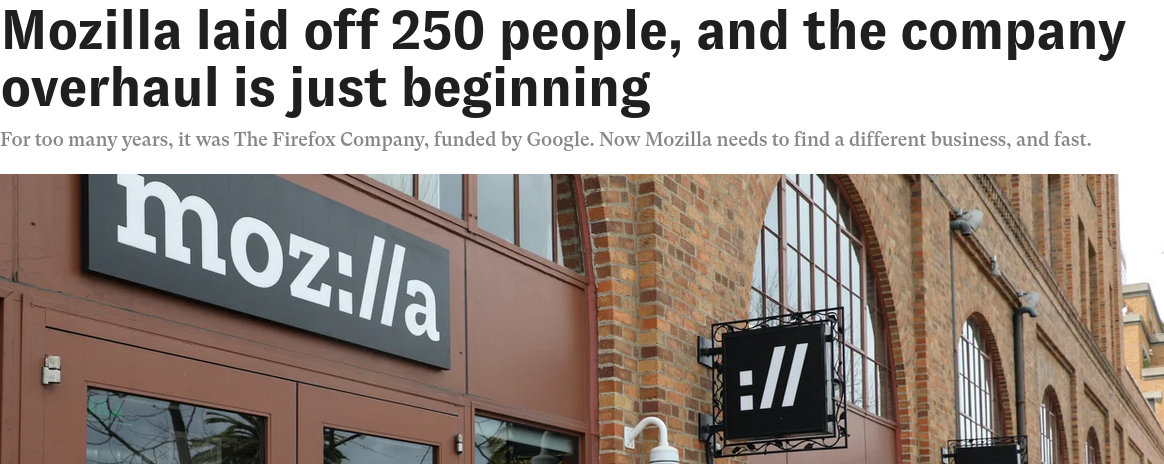 Mozilla laid off 250 people, and the company
overhaul is just beginning
For too many years, it was The Firefox Company, funded by Google. Now Mozilla needs to find a different business, and fast.
moz://a
://